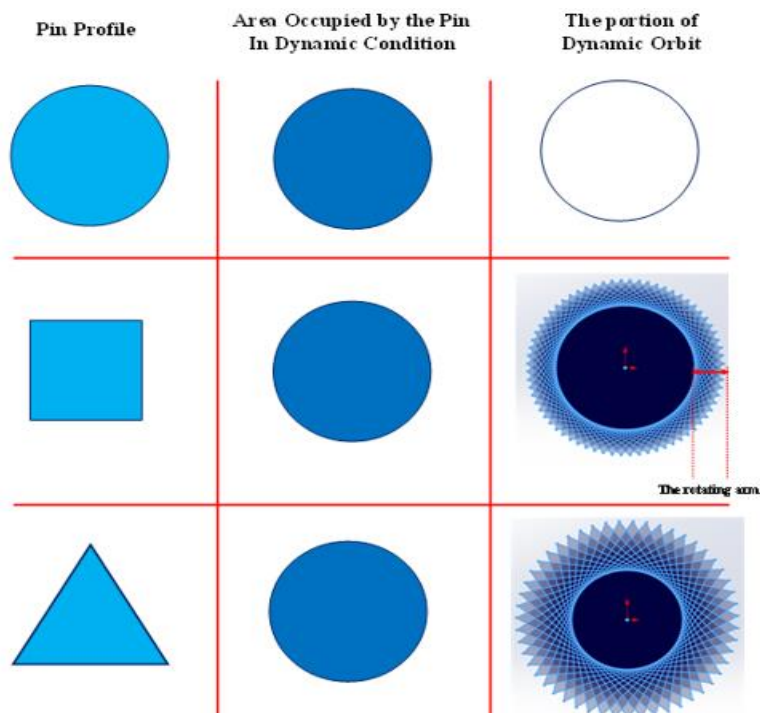 Pin Profile
Area Occupied by the Pin
In Dynamic Condition
The portion of
Dynamic Orbit
The rotating arm